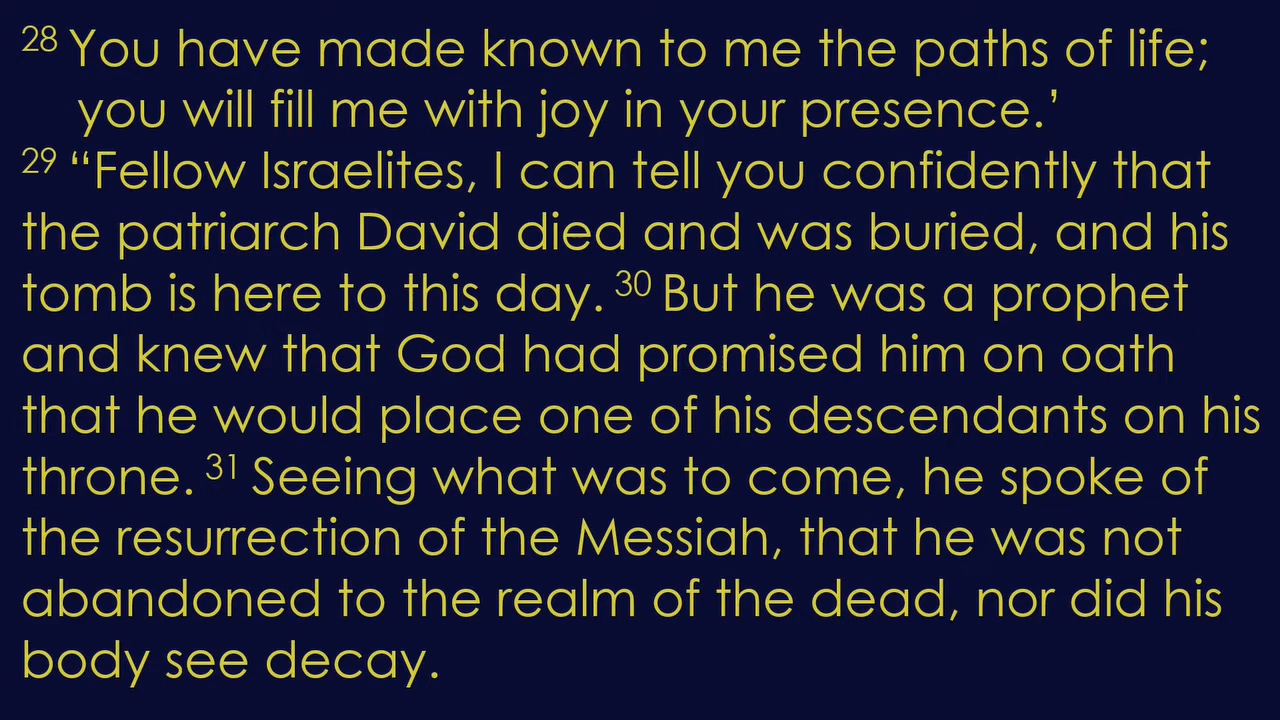 28 You have made known to me the paths of life;
you will fill me with joy in your presence.’
29 “Fellow Israelites, I can tell you confidently that
the patriarch David died and was buried, and his
tomb is here to this day. 30 But he was a prophet
and knew that God had promised him on oath
that he would place one of his descendants on his
throne. 31 Seeing what was to come, he spoke of
the resurrection of the Messiah, that he was not
abandoned to the realm of the dead, nor did his
body see decay.